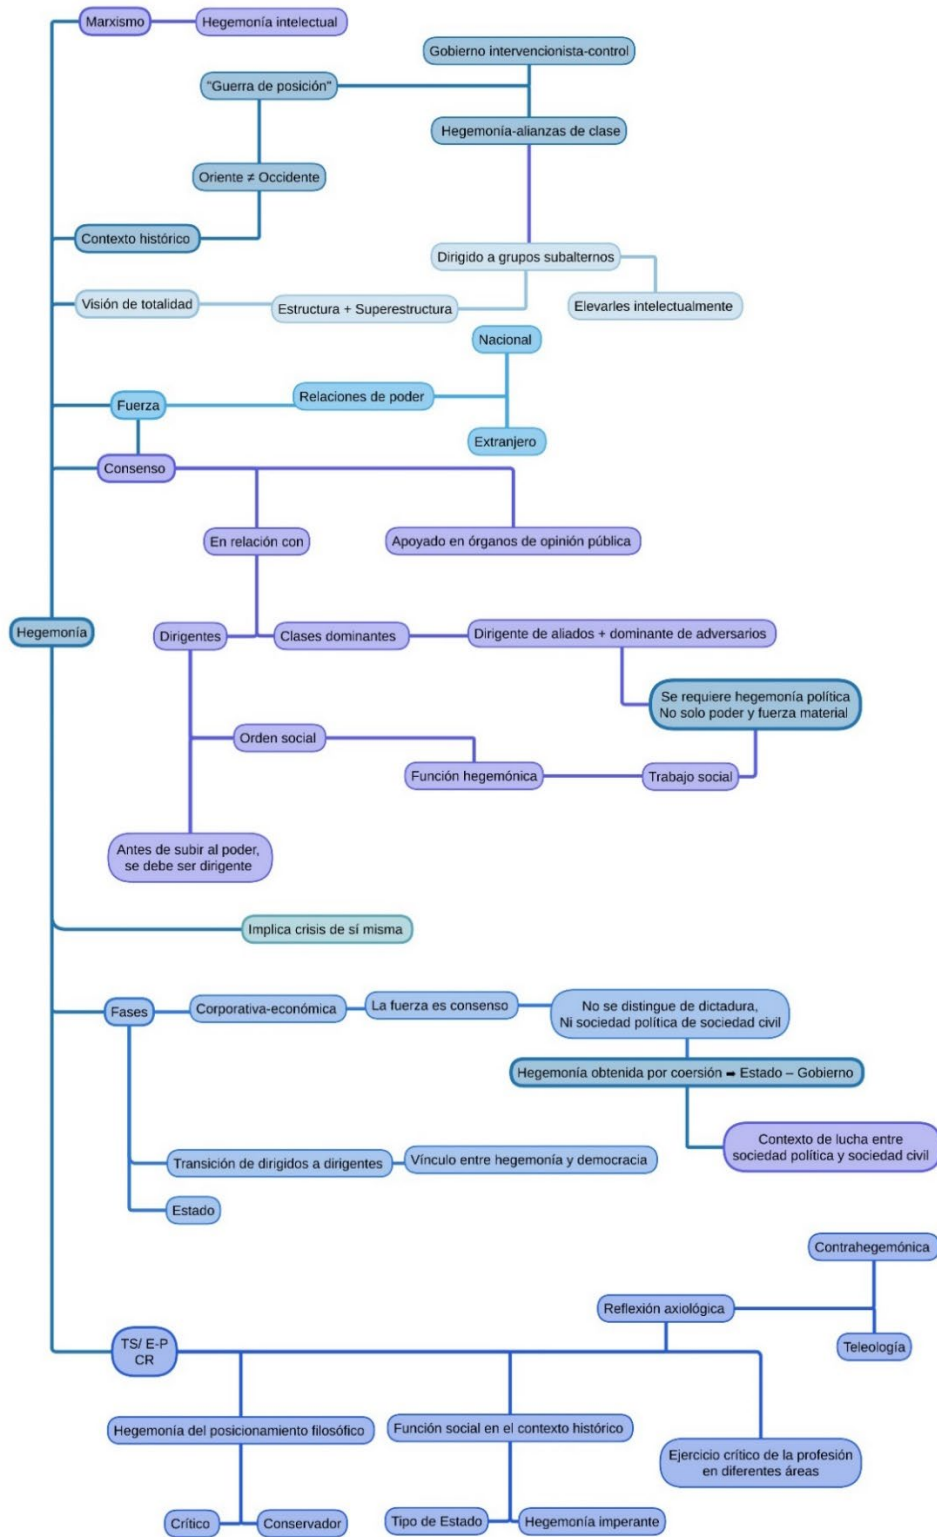 Marxismo
Hegemonía intelectual
Gobierno intervencionista-control
"Guerra de posición"
Hegemonía-alianzas de clase
Oriente ≠ Occidente
Contexto histórico
Dirigido a grupos subalternos
Visión de totalidad
Estructura + Superestructura
Elevarles intelectualmente
Nacional
Relaciones de poder
Fuerza
Extranjero
Consenso
En relación con
Apoyado en órganos de opinión pública
Hegemonía
Dirigentes
Clases dominantes
Dirigente de aliados + dominante de adversarios
Se requiere hegemonía política
No solo poder y fuerza material
Orden social
Función hegemónica
Trabajo social
Antes de subir al poder,
se debe ser dirigente
Implica crisis de sí misma
Fases
Corporativa-económica
La fuerza es consenso
No se distingue de dictadura,
Ni sociedad política de sociedad civil
Hegemonía obtenida por coersión ➡ Estado – Gobierno
Contexto de lucha entre
sociedad política y sociedad civil
Transición de dirigidos a dirigentes
Vínculo entre hegemonía y democracia
Estado
Contrahegemónica
Reflexión axiológica
Teleología
TS/ E-P
CR
Hegemonía del posicionamiento filosófico
Función social en el contexto histórico
Ejercicio crítico de la profesión
en diferentes áreas
Crítico
Conservador
Tipo de Estado
Hegemonía imperante